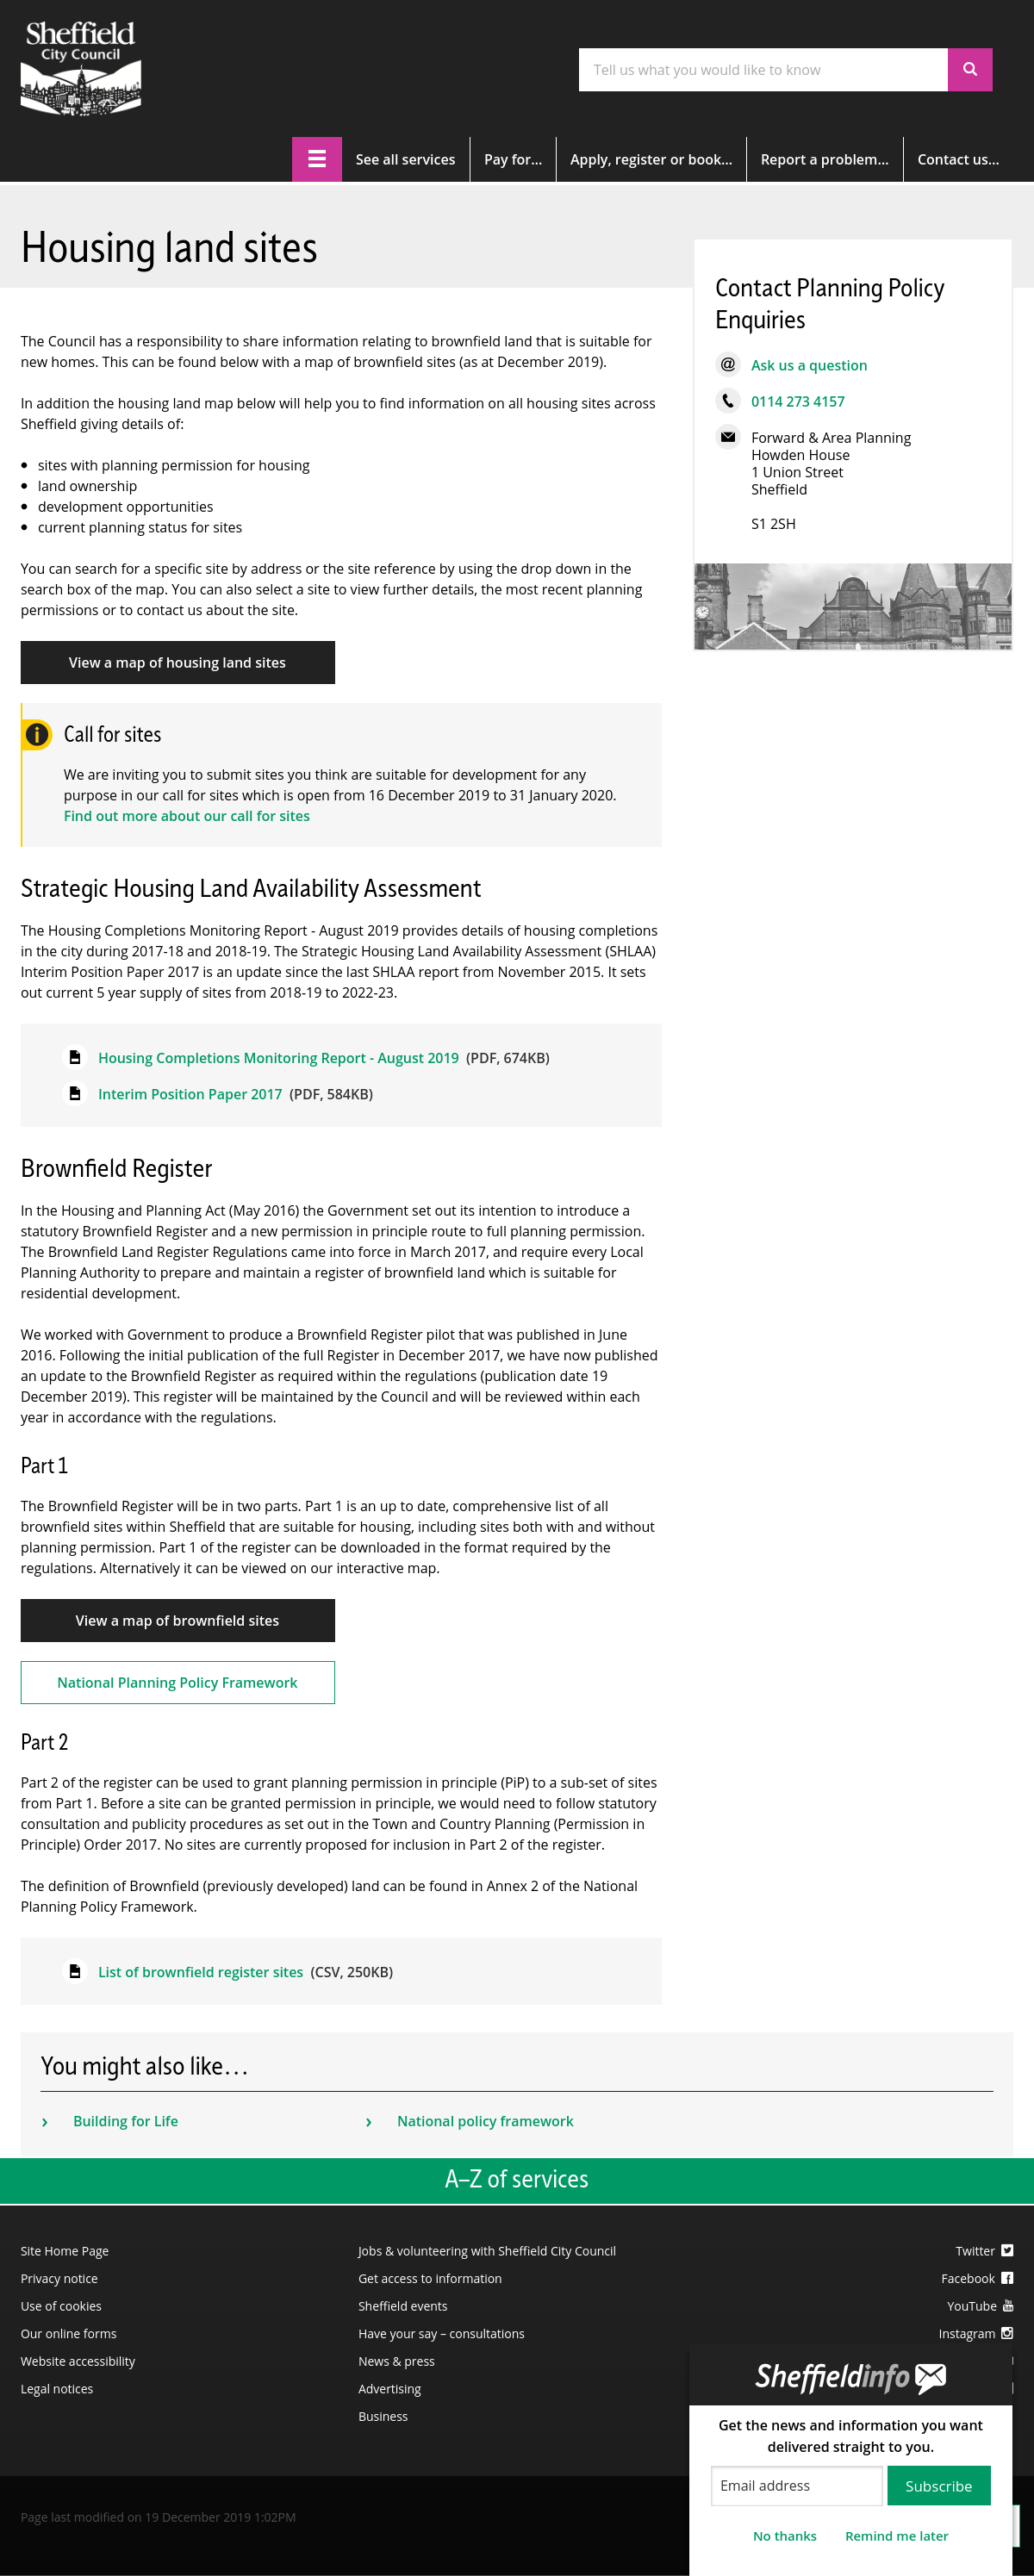 Sheffield
City Council
Tell us what you would like to know
See all services
Pay for...
Apply, register or book...
Report a problem...
Contact us...
Housing land sites
The Council has a responsibility to share information relating to brownfield land that is suitable for
new homes. This can be found below with a map of brownfield sites (as at December 2019).
In addition the housing land map below will help you to find information on all housing sites across
Sheffield giving details of:
sites with planning permission for housing
land ownership
development opportunities
current planning status for sites
You can search for a specific site by address or the site reference by using the drop down in the
search box of the map. You can also select a site to view further details, the most recent planning
permissions or to contact us about the site.
View a map of housing land sites
Call for sites
We are inviting you to submit sites you think are suitable for development for any
purpose in our call for sites which is open from 16 December 2019 to 31 January 2020.
Find out more about our call for sites
Strategic Housing Land Availability Assessment
The Housing Completions Monitoring Report - August 2019 provides details of housing completions
in the city during 2017-18 and 2018-19. The Strategic Housing Land Availability Assessment (SHLAA)
Interim Position Paper 2017 is an update since the last SHLAA report from November 2015. It sets
out current 5 year supply of sites from 2018-19 to 2022-23.
Housing Completions Monitoring Report - August 2019 (PDF, 674KB)
Interim Position Paper 2017 (PDF, 584KB)
Brownfield Register
In the Housing and Planning Act (May 2016) the Government set out its intention to introduce a
statutory Brownfield Register and a new permission in principle route to full planning permission.
The Brownfield Land Register Regulations came into force in March 2017, and require every Local
Planning Authority to prepare and maintain a register of brownfield land which is suitable for
residential development.
We worked with Government to produce a Brownfield Register pilot that was published in June
2016. Following the initial publication of the full Register in December 2017, we have now published
an update to the Brownfield Register as required within the regulations (publication date 19
December 2019). This register will be maintained by the Council and will be reviewed within each
year in accordance with the regulations.
Part 1
The Brownfield Register will be in two parts. Part 1 is an up to date, comprehensive list of all
brownfield sites within Sheffield that are suitable for housing, including sites both with and without
planning permission. Part 1 of the register can be downloaded in the format required by the
regulations. Alternatively it can be viewed on our interactive map.
View a map of brownfield sites
National Planning Policy Framework
Part 2
Part 2 of the register can be used to grant planning permission in principle (PiP) to a sub-set of sites
from Part 1. Before a site can be granted permission in principle, we would need to follow statutory
consultation and publicity procedures as set out in the Town and Country Planning (Permission in
Principle) Order 2017. No sites are currently proposed for inclusion in Part 2 of the register.
The definition of Brownfield (previously developed) land can be found in Annex 2 of the National
Planning Policy Framework.
List of brownfield register sites (CSV, 250KB)
Contact Planning Policy
Enquiries
Ask us a question
0114 273 4157
Forward & Area Planning
Howden House
1 Union Street
Sheffield
S1 2SH
You might also like…
Building for Life
National policy framework
A–Z of services
Site Home Page
Privacy notice
Use of cookies
Our online forms
Website accessibility
Legal notices
Jobs & volunteering with Sheffield City Council
Get access to information
Sheffield events
Have your say – consultations
News & press
Advertising
Business
Twitter
Facebook
YouTube
Instagram
Sheffieldinfo
Get the news and information you want
delivered straight to you.
Email address
Subscribe
No thanks
Remind me later
Page last modified on 19 December 2019 1:02PM